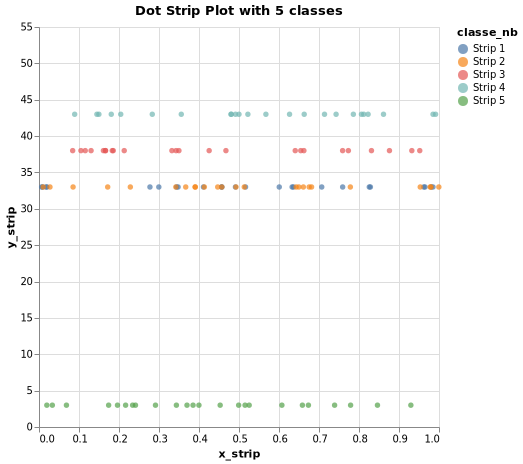 Dot Strip Plot with 5 classes
classe_nb
Strip 1
Strip 2
Strip 3
Strip 4
Strip 5
y_strip
55
50
45
40
35
30
25
20
15
10
5
0
0.0 0.1 0.2 0.3 0.4 0.5 0.6 0.7 0.8 0.9 1.0
x_strip